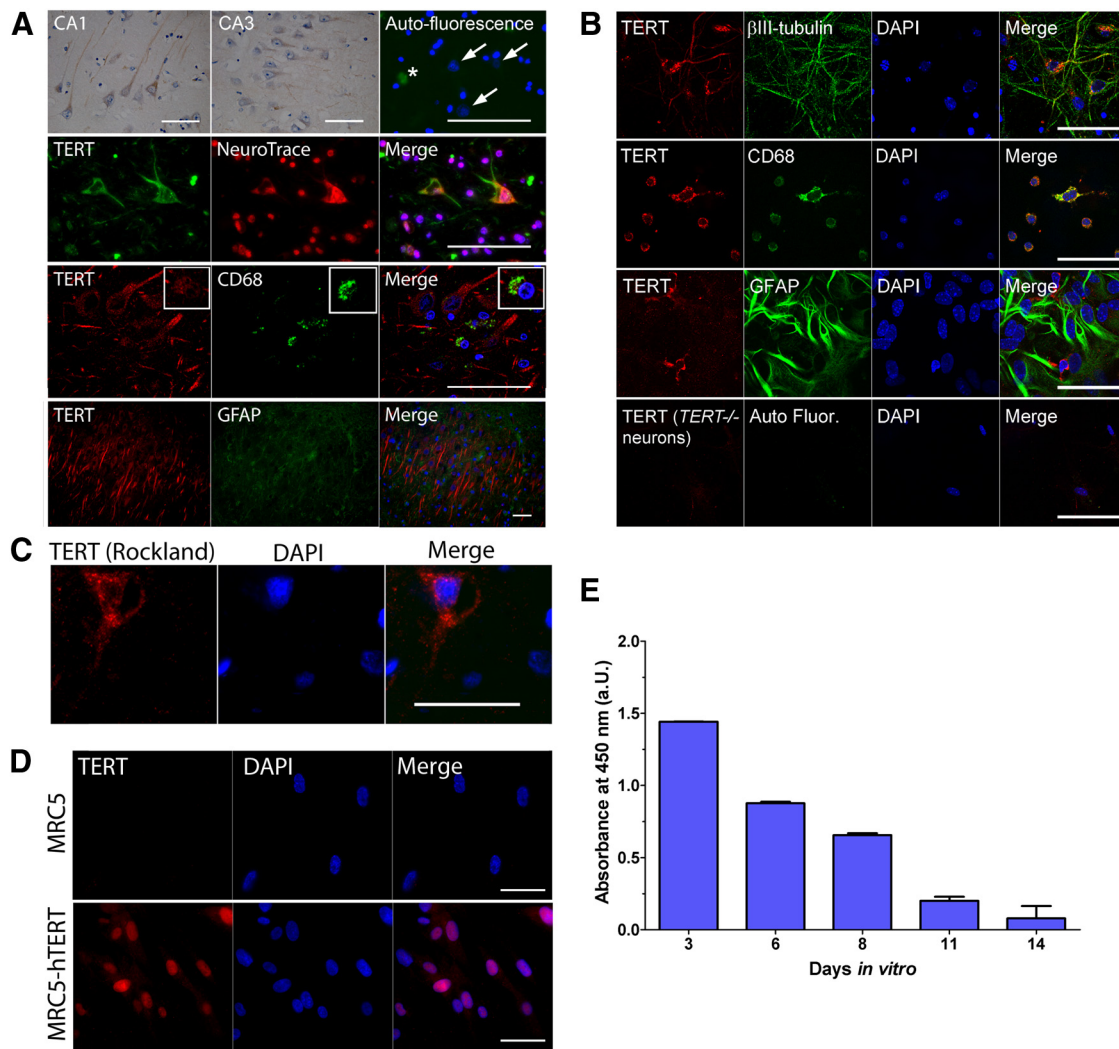 A
CA1
CA3
Auto-fluorescence
*
TERT
NeuroTrace
Merge
TERT
CD68
Merge
TERT
GFAP
Merge
B
TERT
βIII-tubulin
DAPI
Merge
TERT
CD68
DAPI
Merge
TERT
GFAP
DAPI
Merge
TERT (TERT-/-
neurons)
Auto Fluor.
DAPI
Merge
C
TERT (Rockland)
DAPI
Merge
D
TERT
DAPI
Merge
MRC5
MRC5-hTERT
E
Absorbance at 450 nm (a.U.)
2.0
1.5
1.0
0.5
0.0
3
6
8
11
14
Days in vitro